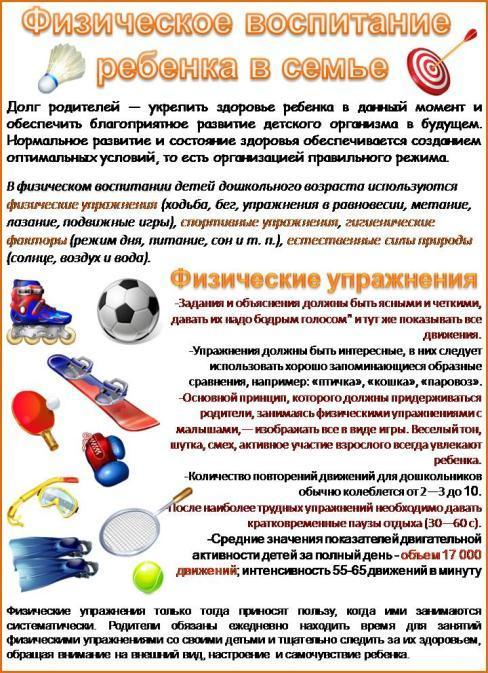 Физическое воспитание
ребенка в семье
Долг родителей — укрепить здоровье ребенка в данный момент и
обеспечить благоприятное развитие детского организма в будущем.
Нормальное развитие и состояние здоровья обеспечивается созданием
оптимальных условий, то есть организацией правильного режима.
В физическом воспитании детей дошкольного возраста используются
физические упражнения (ходьба, бег, упражнения в равновесии, метание,
лазание, подвижные игры), спортивные упражнения, гигиенические
факторы (режим дня, питание, сон и т. п.), естественные силы природы
(солнце, воздух и вода).
Физические упражнения
-Задания и объяснения должны быть ясными и четкими,
давать их надо бодрым голосом" и тут же показывать все
движения.
-Упражнения должны быть интересные, в них следует
использовать хорошо запоминающиеся образные
сравнения, например: «птичка», «кошка», «паровоз».
-Основной принцип, которого должны придерживаться
родители, занимаясь физическими упражнениями с
малышами,— изображать все в виде игры. Веселый тон,
шутка, смех, активное участие взрослого всегда увлекают
ребенка.
-Количество повторений движений для дошкольников
обычно колеблется от 2—3 до 10.
После наиболее трудных упражнений необходимо давать
кратковременные паузы отдыха (30—60 с).
-Средние значения показателей двигательной
активности детей за полный день - объем 17 000
движений; интенсивность 55-65 движений в минуту
Физические упражнения только тогда приносят пользу, когда ими занимаются
систематически. Родители обязаны ежедневно находить время для занятий
физическими упражнениями со своими детьми и тщательно следить за их здоровьем,
обращая внимание на внешний вид, настроение и самочувствие ребенка.